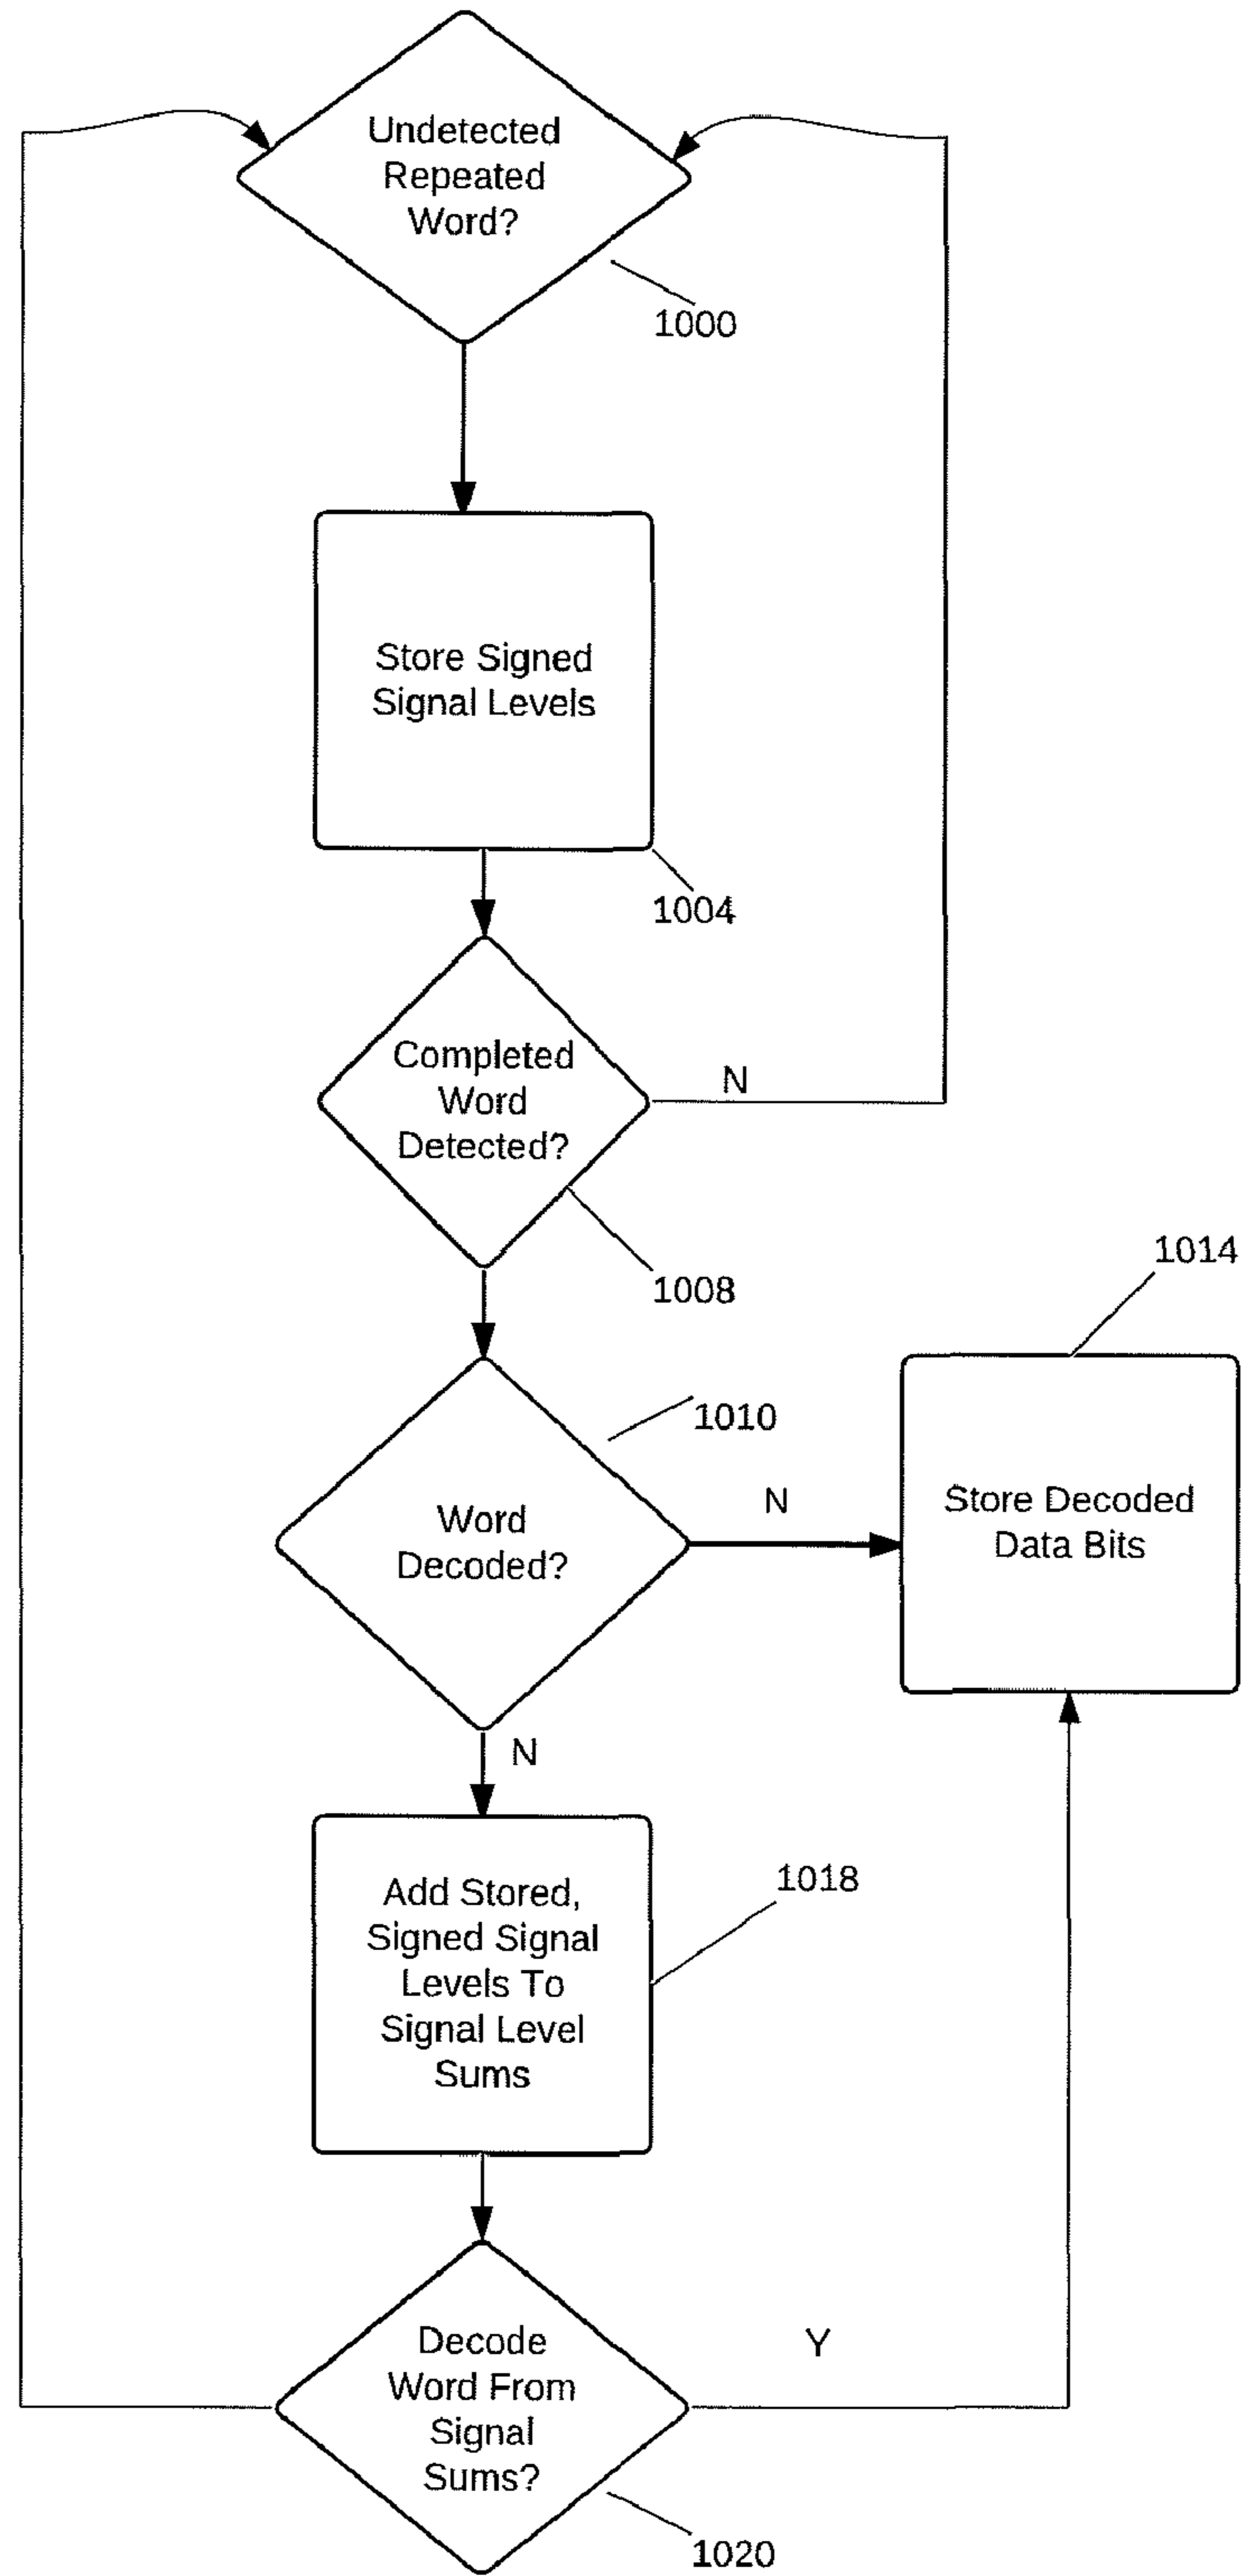 Undetected
Repeated
Word?
1000
Store Signed
Signal Levels
1004
Completed
Word
Detected?
N
1008
1014
1010
Word
Decoded?
N
Store Decoded
Data Bits
N
Add Stored,
Signed Signal
Levels To
Signal Level
Sums
1018
Decode
Word From
Signal
Sums?
Y
1020